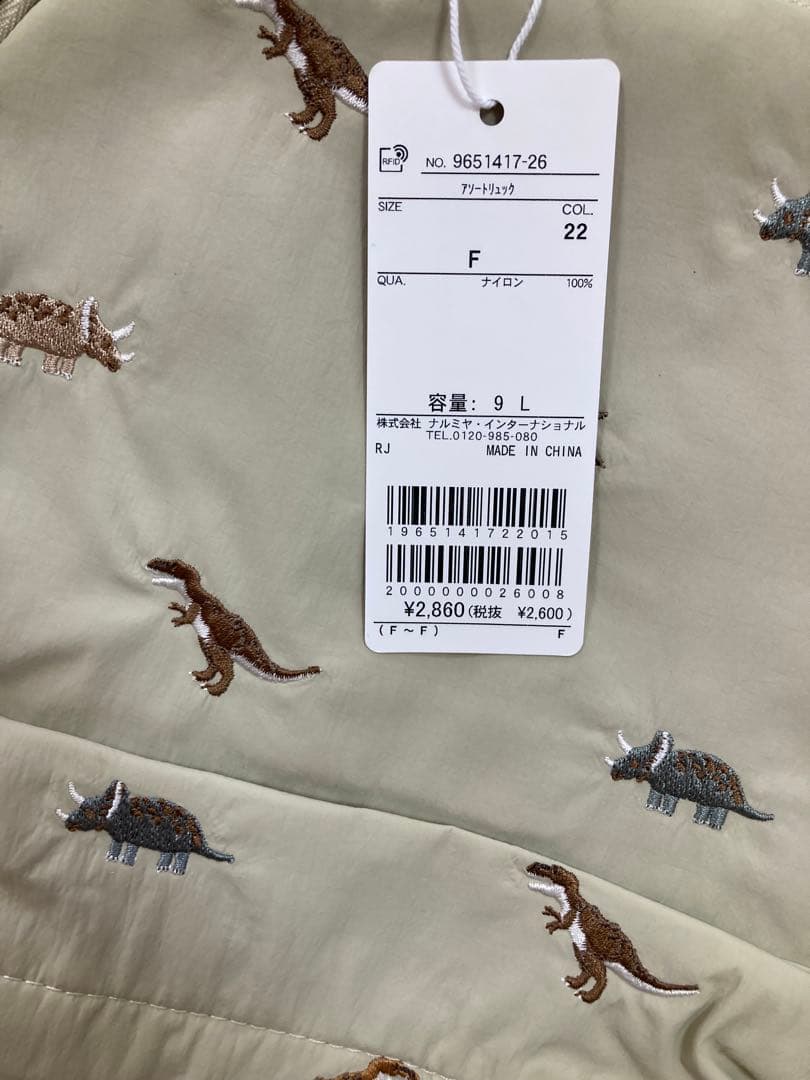 RFID NO. 9651417-26
ｱｿｰﾄﾘｭｯｸ
SIZE COL.
22
F
QUA. ナイロン 100%
容量: 9 L
株式会社 ナルミヤ・インターナショナル
TEL.0120-985-080
RJ MADE IN CHINA
1965141722015
2000000026008
¥2,860(税抜 ¥2,600)
(F～F) F